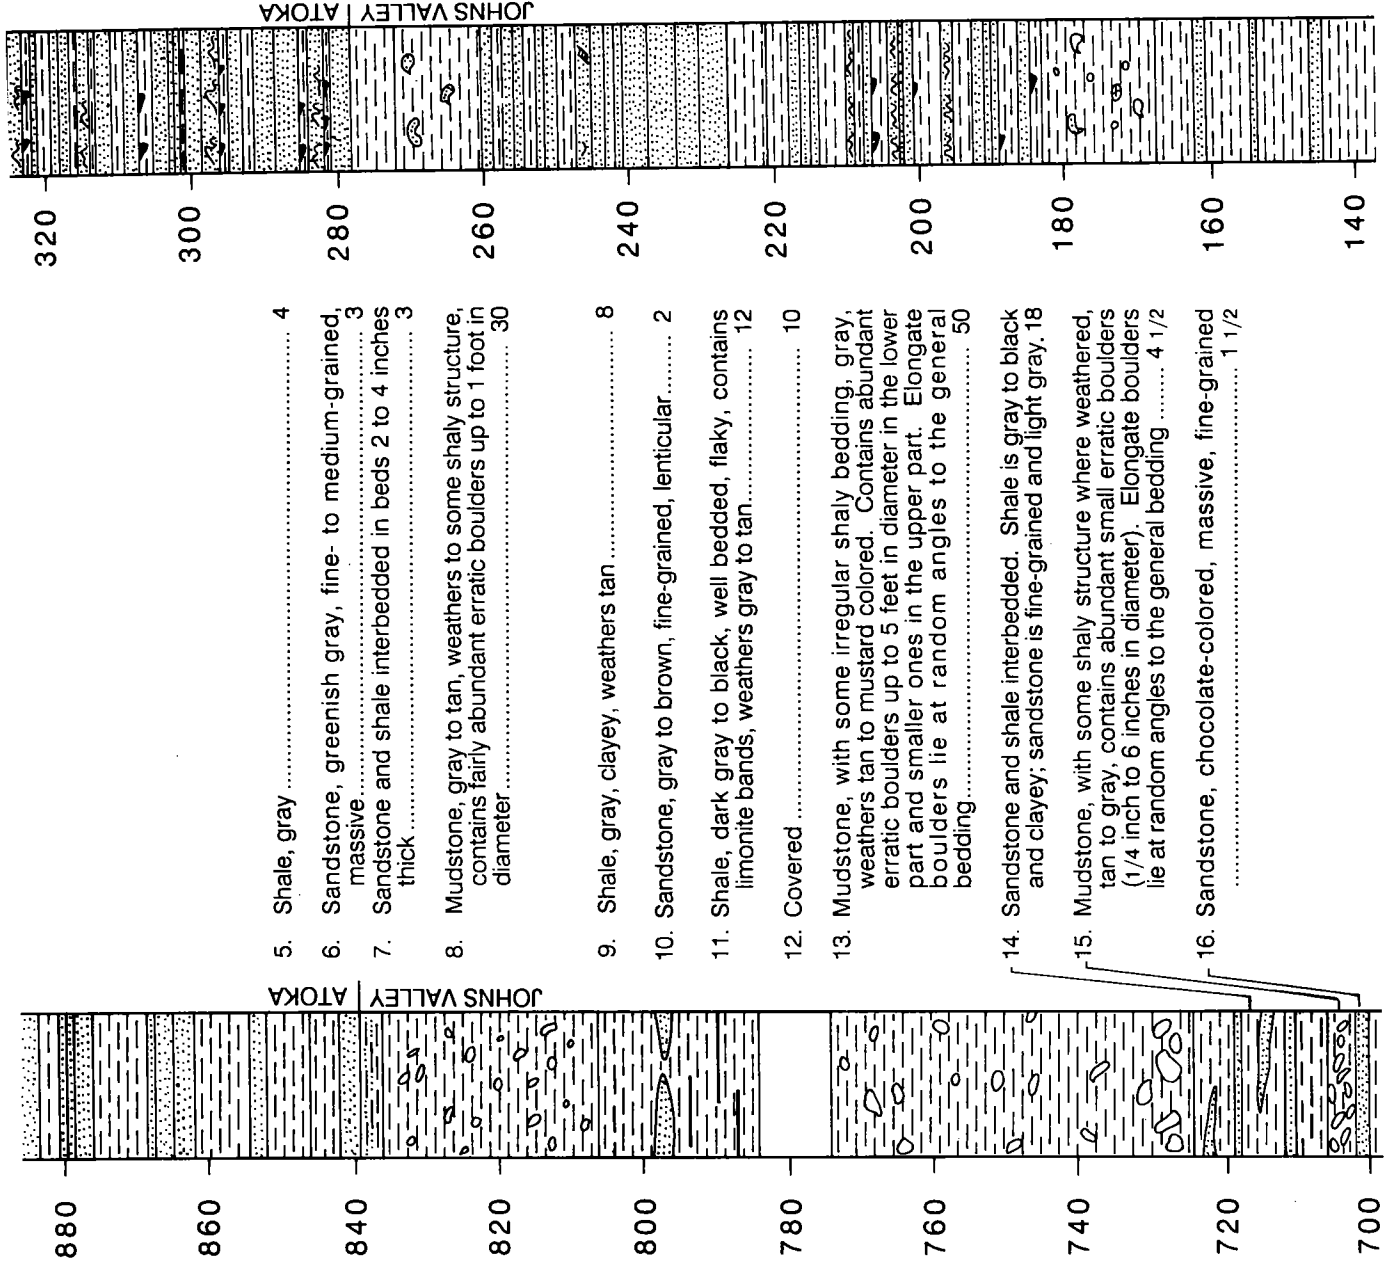 JOHNS VALLEY | ATOKA
320
300
280
260
240
220
200
180
160
140
5. Shale, gray ........ 4
6. Sandstone, greenish gray, fine- to medium-grained,
massive ........ 3
7. Sandstone and shale interbeded in beds 2 to 4 inches
thick ........ 3
8. Mudstone, gray to tan, weathers to some shaly structure,
contains fairly abundant erratic boulders up to 1 foot in
diameter ........ 30
9. Shale, gray, clayey, weathers tan ........ 8
10. Sandstone, gray to brown, fine-grained, lenticular ........ 2
11. Shale, dark gray to black, well bedded, flaky, contains
limonite bands, weathers gray to tan ........ 12
12. Covered ........ 10
13. Mudstone, with some irregular shaly bedding, gray,
weathers tan to mustard colored. Contains abundant
erratic boulders up to 5 feet in diameter in the lower
part and smaller ones in the upper part. Elongate
boulders lie at random angles to the general
bedding ........ 50
14. Sandstone and shale interbedded. Shale is gray to black
and clayey; sandstone is fine-grained and light gray. 18
15. Mudstone, with some shaly structure where weathered,
tan to gray, contains abundant small erratic boulders
(1/4 inch to 6 inches in diameter). Elongate boulders
lie at random angles to the general bedding ........ 4 1/2
16. Sandstone, chocolate-colored, massive, fine-grained
........ 1 1/2
JOHNS VALLEY | ATOKA
880
860
840
820
800
780
760
740
720
700